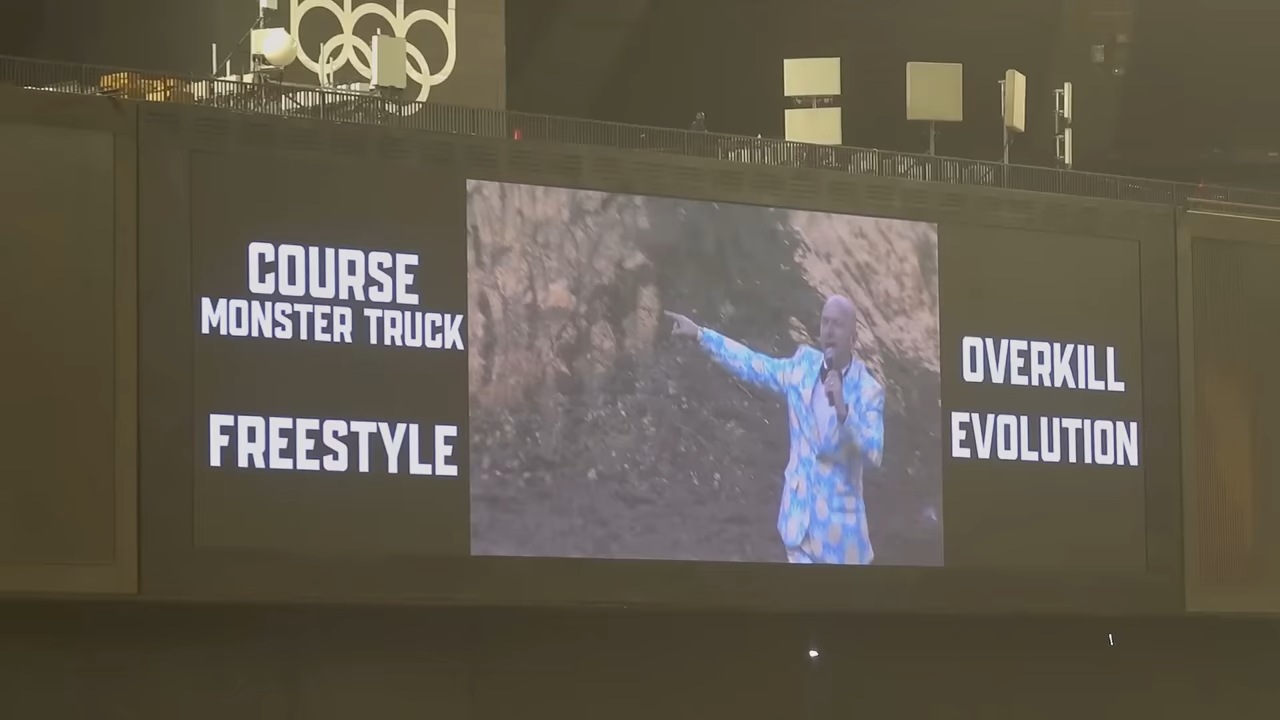 COURSE
MONSTER TRUCK
FREESTYLE
OVERKILL
EVOLUTION